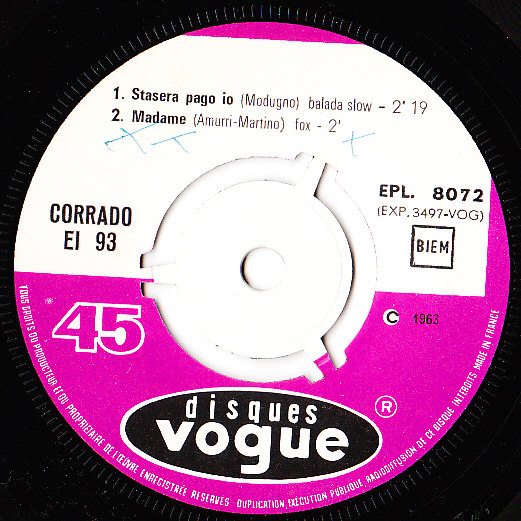 1. Stasera pago io (Modugno) balada slow - 2' 19
2. Madame (Amurri-Martino) fox - 2'
EPL. 8072
(EXP. 3497-VOG)
BIEM
CORRADO
EI 93
45
© 1963
disques
vogue
®
TOUS DROITS DU PRODUCTEUR ET DU PROPRIETAIRE DE L'ŒUVRE ENREGISTRÉE RESERVES. DUPLICATION, EXÉCUTION PUBLIQUE, RADIODIFFUSION DE CE DISQUE INTERDITS MADE IN FRANCE